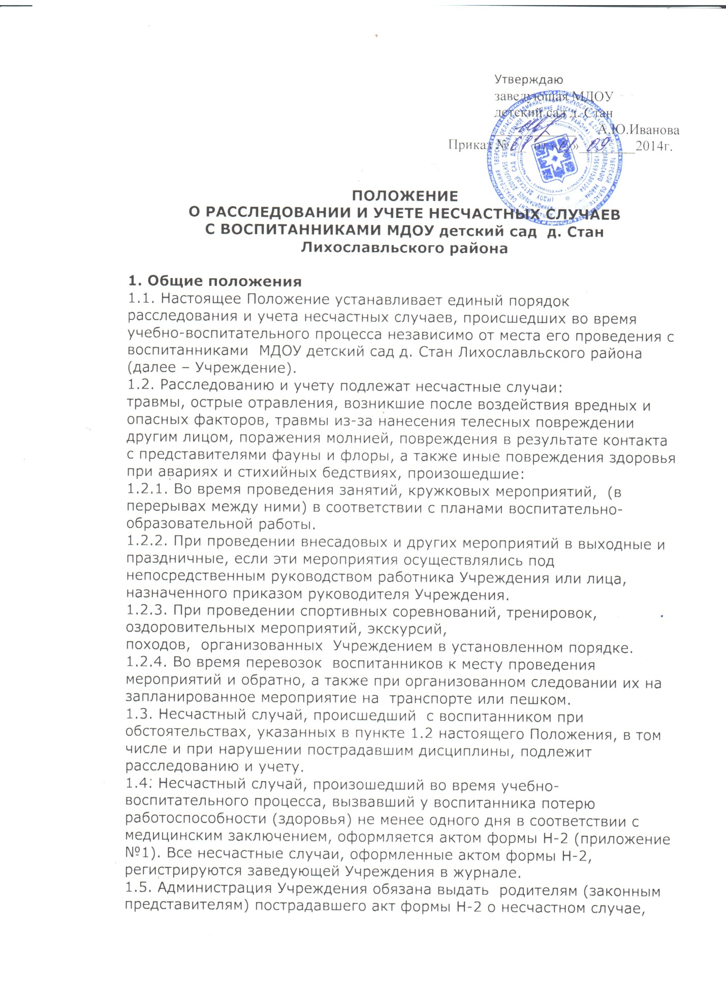 Утверждаю
заведующая МДОУ
детский сад д. Стан
А.Ю.Иванова
Приказ № от « » 09 2014г.
ПОЛОЖЕНИЕ
О РАССЛЕДОВАНИИ И УЧЕТЕ НЕСЧАСТНЫХ СЛУЧАЕВ
С ВОСПИТАННИКАМИ МДОУ детский сад д. Стан
Лихославльского района
1. Общие положения
1.1. Настоящее Положение устанавливает единый порядок
расследования и учета несчастных случаев, происшедших во время
учебно-воспитательного процесса независимо от места его проведения с
воспитанниками МДОУ детский сад д. Стан Лихославльского района
(далее – Учреждение).
1.2. Расследованию и учету подлежат несчастные случаи:
травмы, острые отравления, возникшие после воздействия вредных и
опасных факторов, травмы из-за нанесения телесных повреждении
другим лицом, поражения молнией, повреждения в результате контакта
с представителями фауны и флоры, а также иные повреждения здоровья
при авариях и стихийных бедствиях, произошедшие:
1.2.1. Во время проведения занятий, кружковых мероприятий, (в
перерывах между ними) в соответствии с планами воспитательно-
образовательной работы.
1.2.2. При проведении внесадовых и других мероприятий в выходные и
праздничные, если эти мероприятия осуществлялись под
непосредственным руководством работника Учреждения или лица,
назначенного приказом руководителя Учреждения.
1.2.3. При проведении спортивных соревнований, тренировок,
оздоровительных мероприятий, экскурсий,
походов, организованных Учреждением в установленном порядке.
1.2.4. Во время перевозок воспитанников к месту проведения
мероприятий и обратно, а также при организованном следовании их на
запланированное мероприятие на транспорте или пешком.
1.3. Несчастный случай, происшедший с воспитанником при
обстоятельствах, указанных в пункте 1.2 настоящего Положения, в том
числе и при нарушении пострадавшим дисциплины, подлежит
расследованию и учету.
1.4. Несчастный случай, произошедший во время учебно-
воспитательного процесса, вызвавший у воспитанника потерю
работоспособности (здоровья) не менее одного дня в соответствии с
медицинским заключением, оформляется актом формы Н-2 (приложение
№1). Все несчастные случаи, оформленные актом формы Н-2,
регистрируются заведующей Учреждения в журнале.
1.5. Администрация Учреждения обязана выдать родителям (законным
представителям) пострадавшего акт формы Н-2 о несчастном случае,